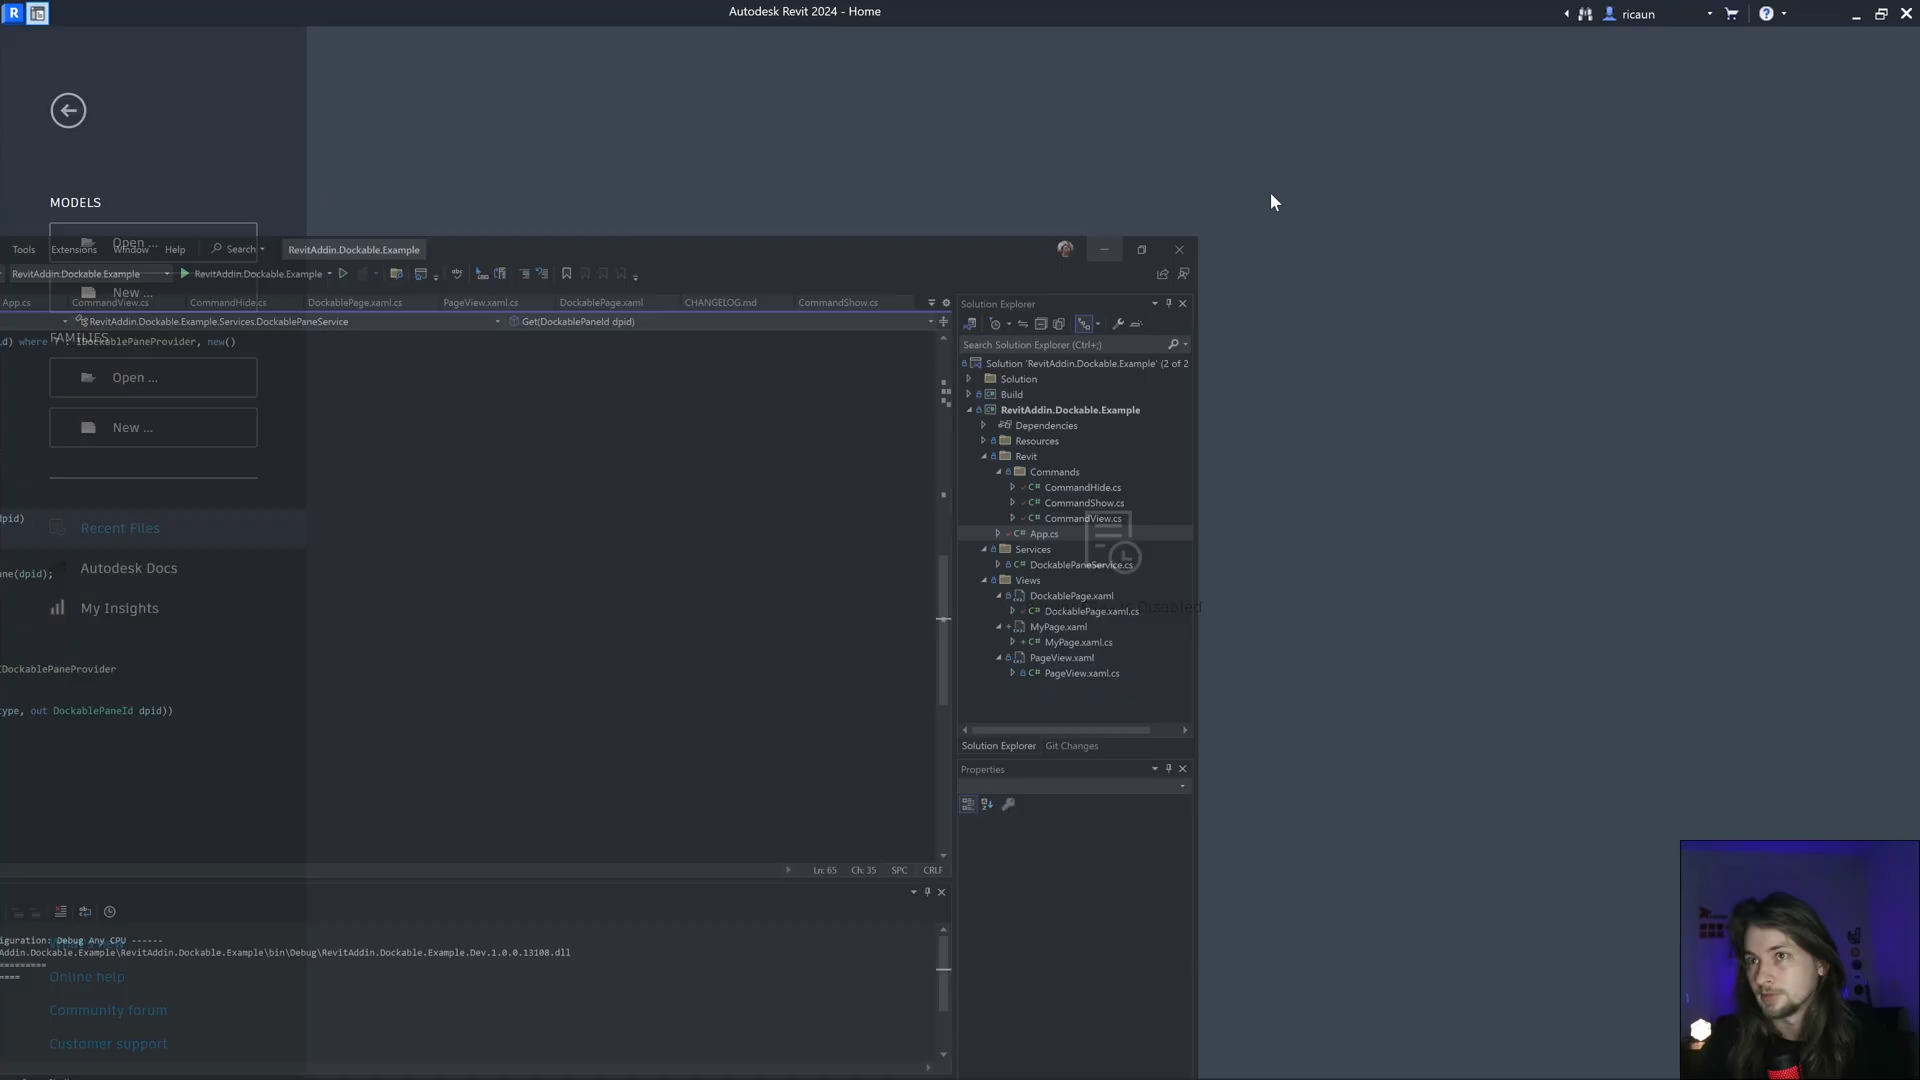 R
Autodesk Revit 2024 - Home
ricaun
MODELS
Open ...
New ...
FAMILIES
Open ...
New ...
Recent Files
Autodesk Docs
My Insights
Online help
Community forum
Customer support
Tools
Extensions
Window
Help
Search
RevitAddin.Dockable.Example
RevitAddin.Dockable.Example
RevitAddin.Dockable.Example
App.cs
CommandView.cs
CommandHide.cs
DockablePage.xaml.cs
PageView.xaml.cs
DockablePage.xaml
CHANGELOG.md
CommandShow.cs
RevitAddin.Dockable.Example.Services.DockablePaneService
Get(DockablePaneId dpid)
d) where T : IDockablePaneProvider, new()
dpid)
ne(dpid);
IDockablePaneProvider
type, out DockablePaneId dpid))
Ln: 65
Ch: 35
SPC
CRLF
iguration: Debug Any CPU ------
Addin.Dockable.Example\RevitAddin.Dockable.Example\bin\Debug\RevitAddin.Dockable.Example.Dev.1.0.0.13108.dll
=========
====
Solution Explorer
Search Solution Explorer (Ctrl+;)
Solution 'RevitAddin.Dockable.Example' (2 of 2
Solution
Build
RevitAddin.Dockable.Example
Dependencies
Resources
Revit
Commands
CommandHide.cs
CommandShow.cs
CommandView.cs
App.cs
Services
DockablePaneService.cs
Views
DockablePage.xaml
DockablePage.xaml.cs
MyPage.xaml
MyPage.xaml.cs
PageView.xaml
PageView.xaml.cs
Solution Explorer
Git Changes
Properties